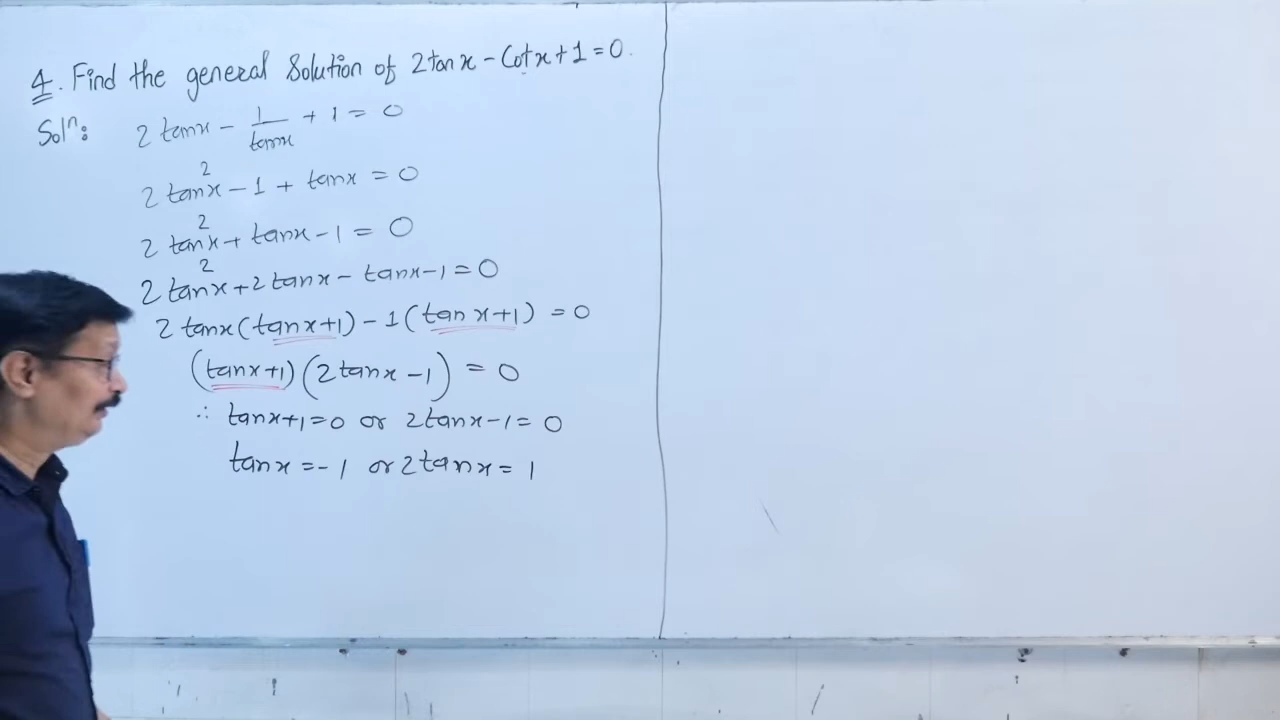 4. Find the general Solution of 2 tan x - Cot x + 1 = 0.
Solⁿ: 2 tan x - 1/tan x + 1 = 0
2 tan²x - 1 + tan x = 0
2 tan²x + tan x - 1 = 0
2 tan²x + 2 tan x - tan x - 1 = 0
2 tan x (tan x + 1) - 1 (tan x + 1) = 0
(tan x + 1) (2 tan x - 1) = 0
∴ tan x + 1 = 0 or 2 tan x - 1 = 0
tan x = - 1 or 2 tan x = 1